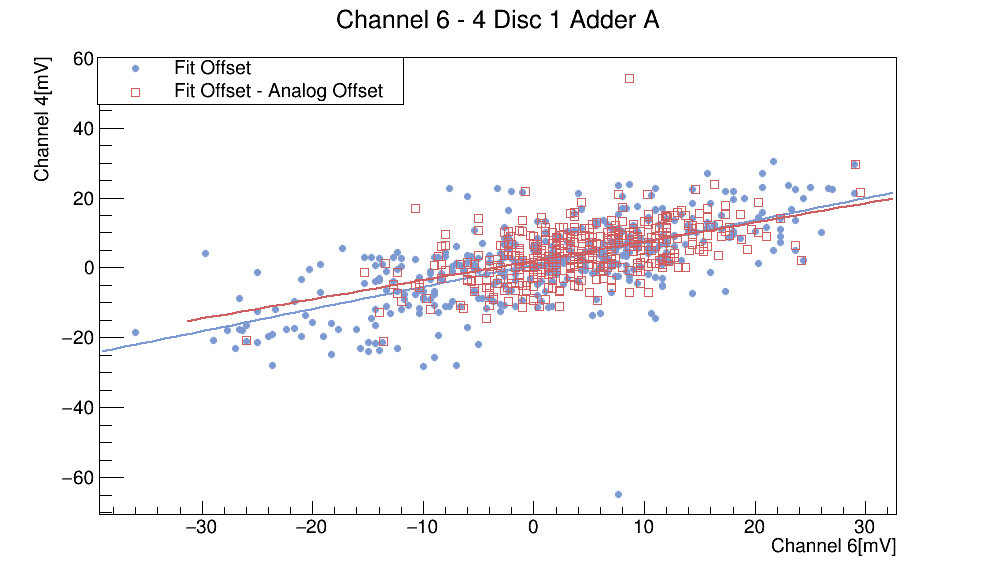 Channel 6 - 4 Disc 1 Adder A
Channel 4[mV]
Fit Offset
Fit Offset - Analog Offset
60
40
20
0
−20
−40
−60
−30 −20 −10 0 10 20 30
Channel 6[mV]